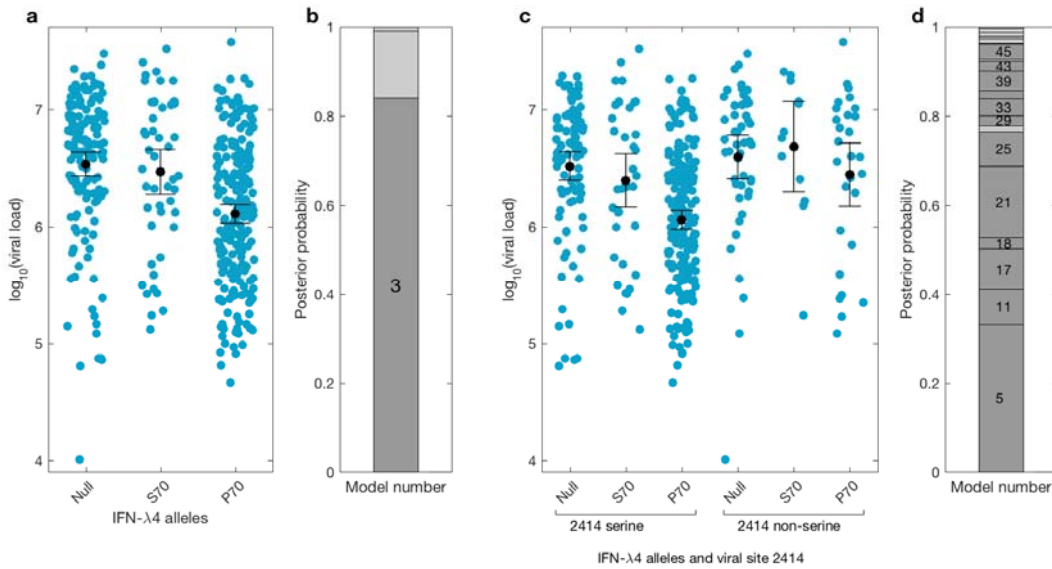 a
log10(viral load)
7
6
5
4
Null
S70
P70
IFN-λ4 alleles
b
Posterior probability
1
0.8
0.6
0.4
0.2
0
3
Model number
c
log10(viral load)
7
6
5
4
Null
S70
P70
Null
S70
P70
2414 serine
2414 non-serine
IFN-λ4 alleles and viral site 2414
d
Posterior probability
1
0.8
0.6
0.4
0.2
0
45
43
39
33
29
25
21
18
17
11
5
Model number